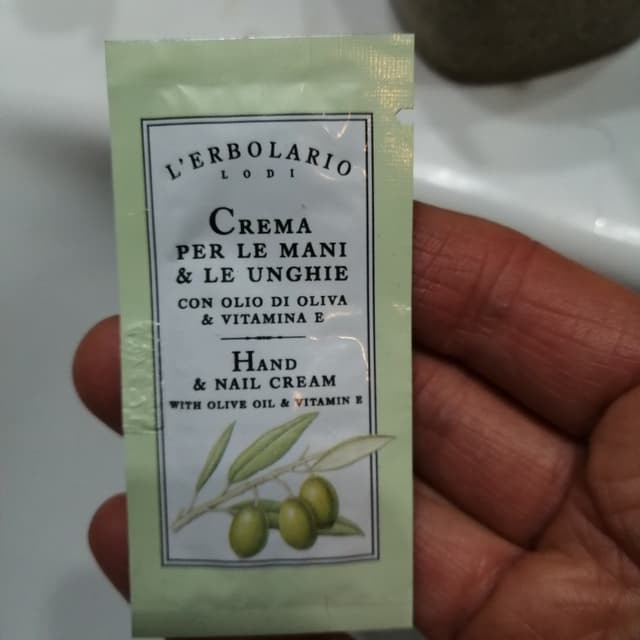 L'ERBOLARIO
LODI
CREMA
PER LE MANI
& LE UNGHIE
CON OLIO DI OLIVA
& VITAMINA E
HAND
& NAIL CREAM
WITH OLIVE OIL & VITAMIN E